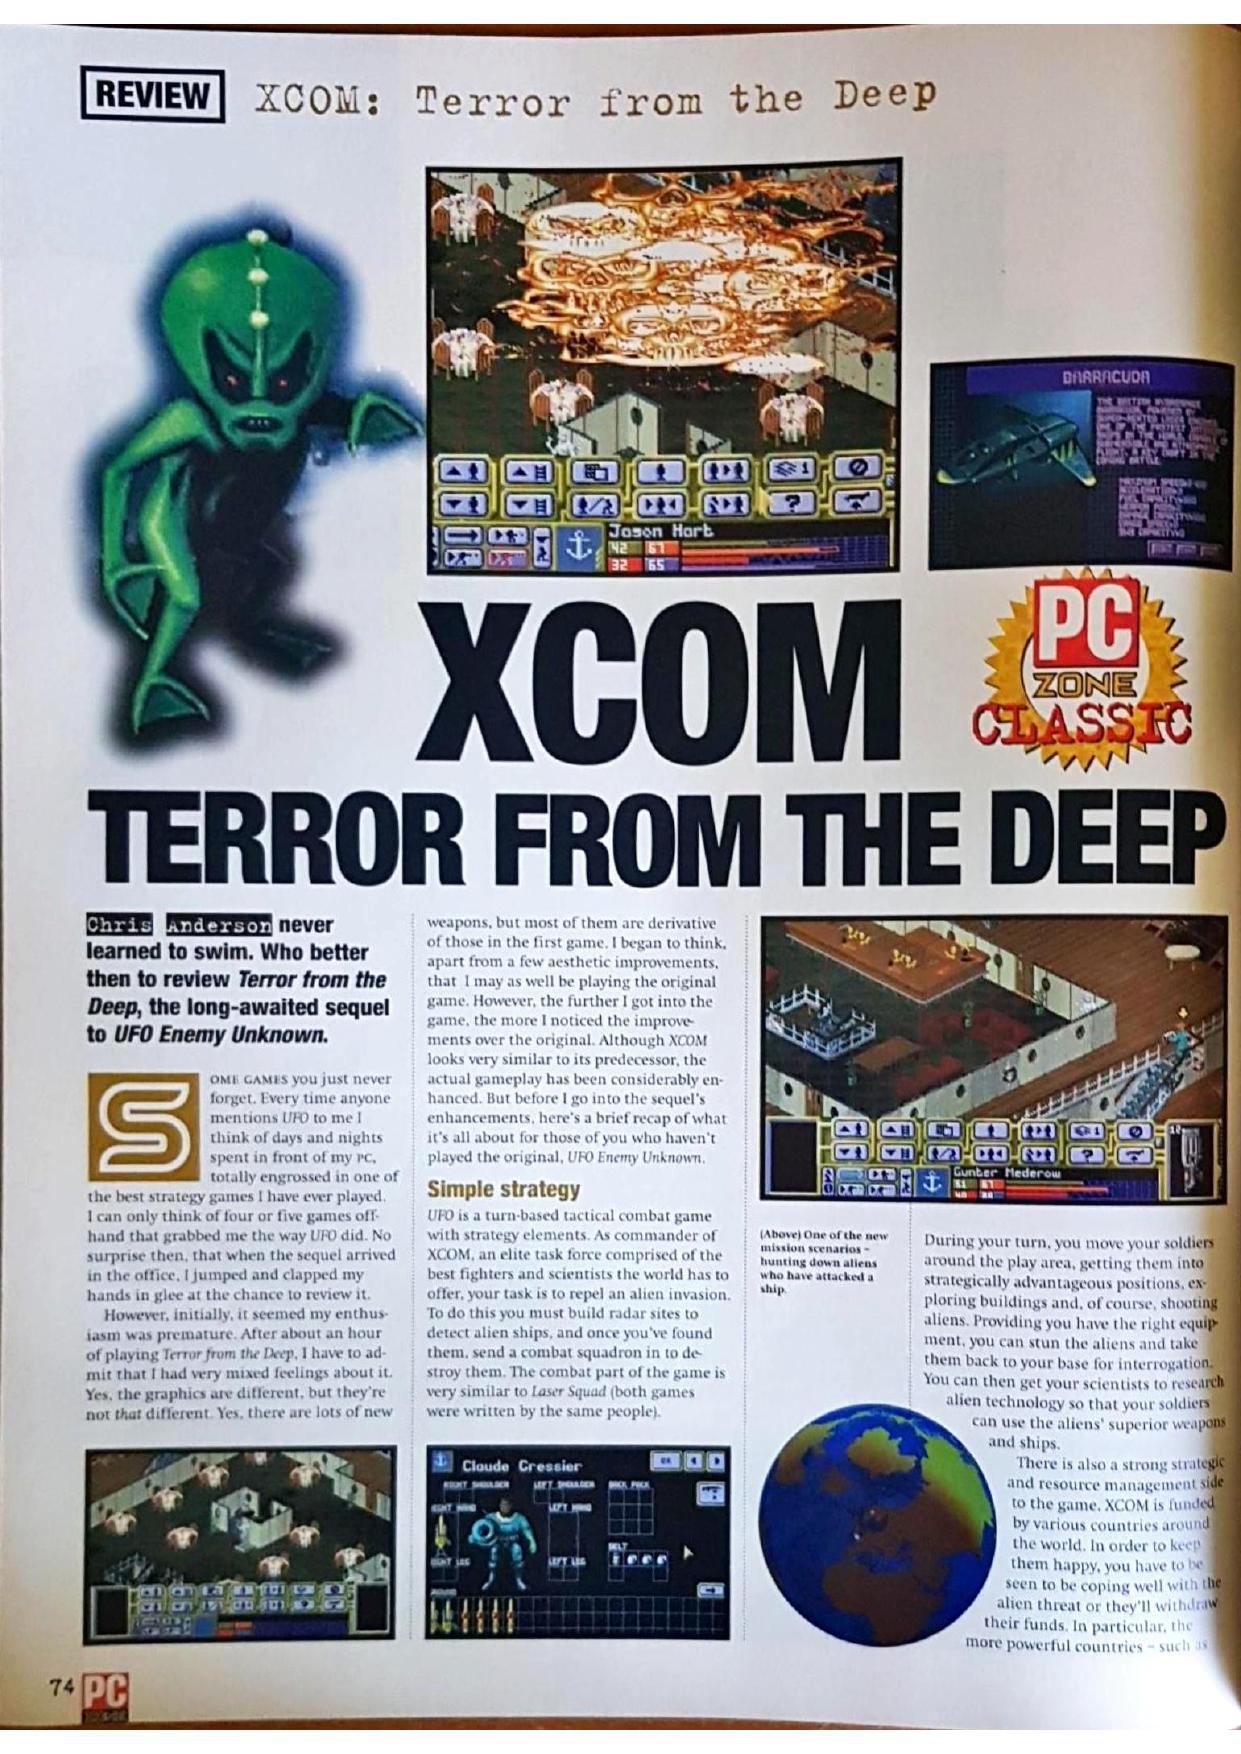 REVIEW XCOM: Terror from the Deep
Jason Hart
42 67
32 65
BARRACUDA
PC
ZONE
CLASSIC
XCOM
TERROR FROM THE DEEP
Chris Anderson never
learned to swim. Who better
then to review Terror from the
Deep, the long-awaited sequel
to UFO Enemy Unknown.
SOME GAMES you just never
forget. Every time anyone
mentions UFO to me I
think of days and nights
spent in front of my PC,
totally engrossed in one of
the best strategy games I have ever played.
I can only think of four or five games off-
hand that grabbed me the way UFO did. No
surprise then, that when the sequel arrived
in the office, I jumped and clapped my
hands in glee at the chance to review it.
However, initially, it seemed my enthus-
iasm was premature. After about an hour
of playing Terror from the Deep, I have to ad-
mit that I had very mixed feelings about it.
Yes, the graphics are different, but they're
not that different. Yes, there are lots of new
weapons, but most of them are derivative
of those in the first game. I began to think,
apart from a few aesthetic improvements,
that I may as well be playing the original
game. However, the further I got into the
game, the more I noticed the improve-
ments over the original. Although XCOM
looks very similar to its predecessor, the
actual gameplay has been considerably en-
hanced. But before I go into the sequel's
enhancements, here's a brief recap of what
it's all about for those of you who haven't
played the original, UFO Enemy Unknown.
Simple strategy
UFO is a turn-based tactical combat game
with strategy elements. As commander of
XCOM, an elite task force comprised of the
best fighters and scientists the world has to
offer, your task is to repel an alien invasion.
To do this you must build radar sites to
detect alien ships, and once you've found
them, send a combat squadron in to de-
stroy them. The combat part of the game is
very similar to Laser Squad (both games
were written by the same people).
Gunter Mederow
(Above) One of the new
mission scenarios –
hunting down aliens
who have attacked a
ship.
During your turn, you move your soldiers
around the play area, getting them into
strategically advantageous positions, ex-
ploring buildings and, of course, shooting
aliens. Providing you have the right equip-
ment, you can stun the aliens and take
them back to your base for interrogation.
You can then get your scientists to research
alien technology so that your soldiers
can use the aliens' superior weapons
and ships.
There is also a strong strategic
and resource management side
to the game. XCOM is funded
by various countries around
the world. In order to keep
them happy, you have to be
seen to be coping well with the
alien threat or they'll withdraw
their funds. In particular, the
more powerful countries – such as
Claude Cressier
RIGHT SHOULDER LEFT SHOULDER BACK PACK
RIGHT HAND LEFT HAND
BELT
RIGHT LEG LEFT LEG
74 PC
ZONE